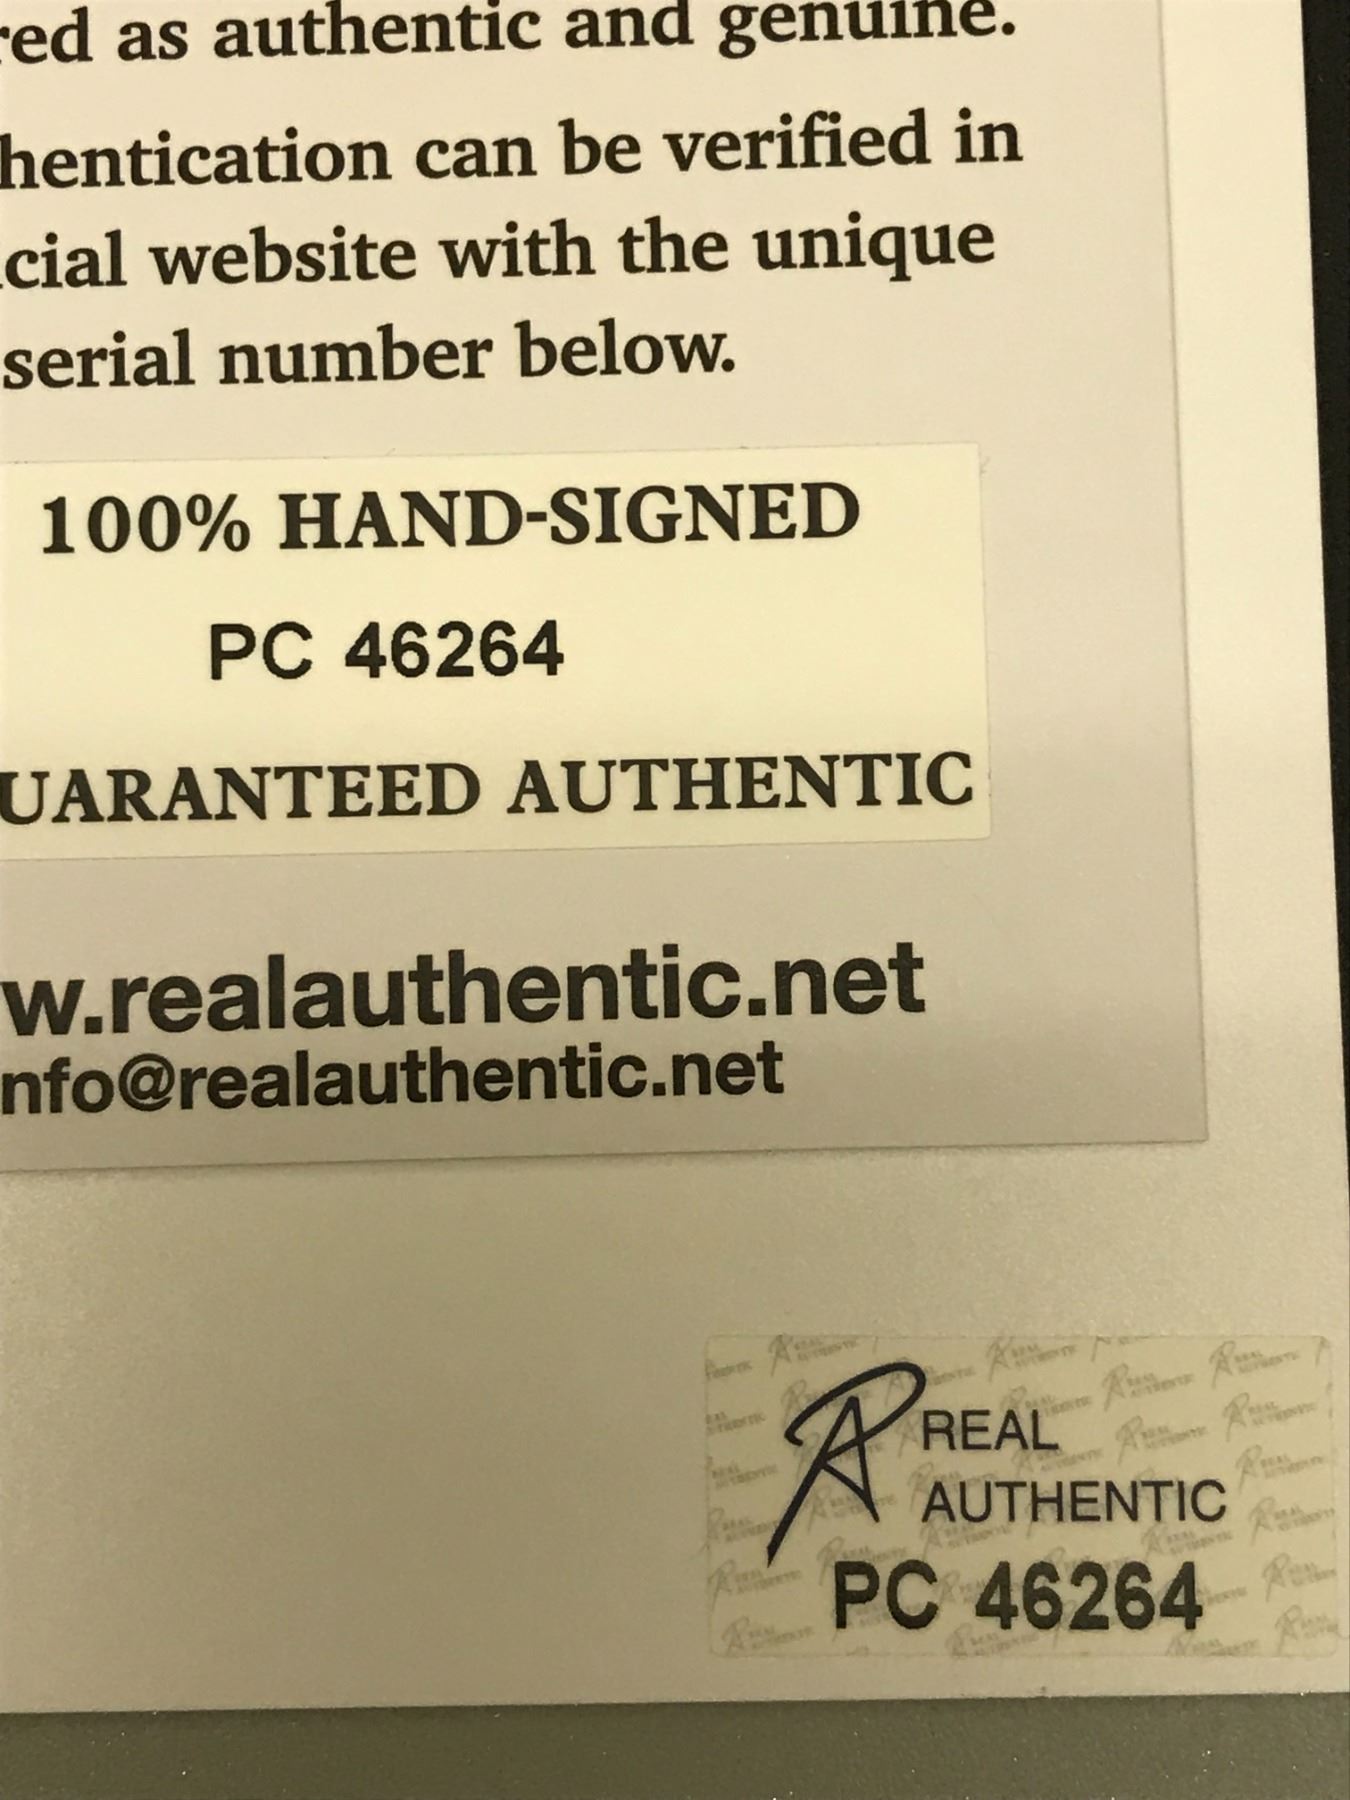 red as authentic and genuine.
hentication can be verified in
cial website with the unique
serial number below.
100% HAND-SIGNED
PC 46264
UARANTEED AUTHENTIC
w.realauthentic.net
nfo@realauthentic.net
REAL
AUTHENTIC
PC 46264